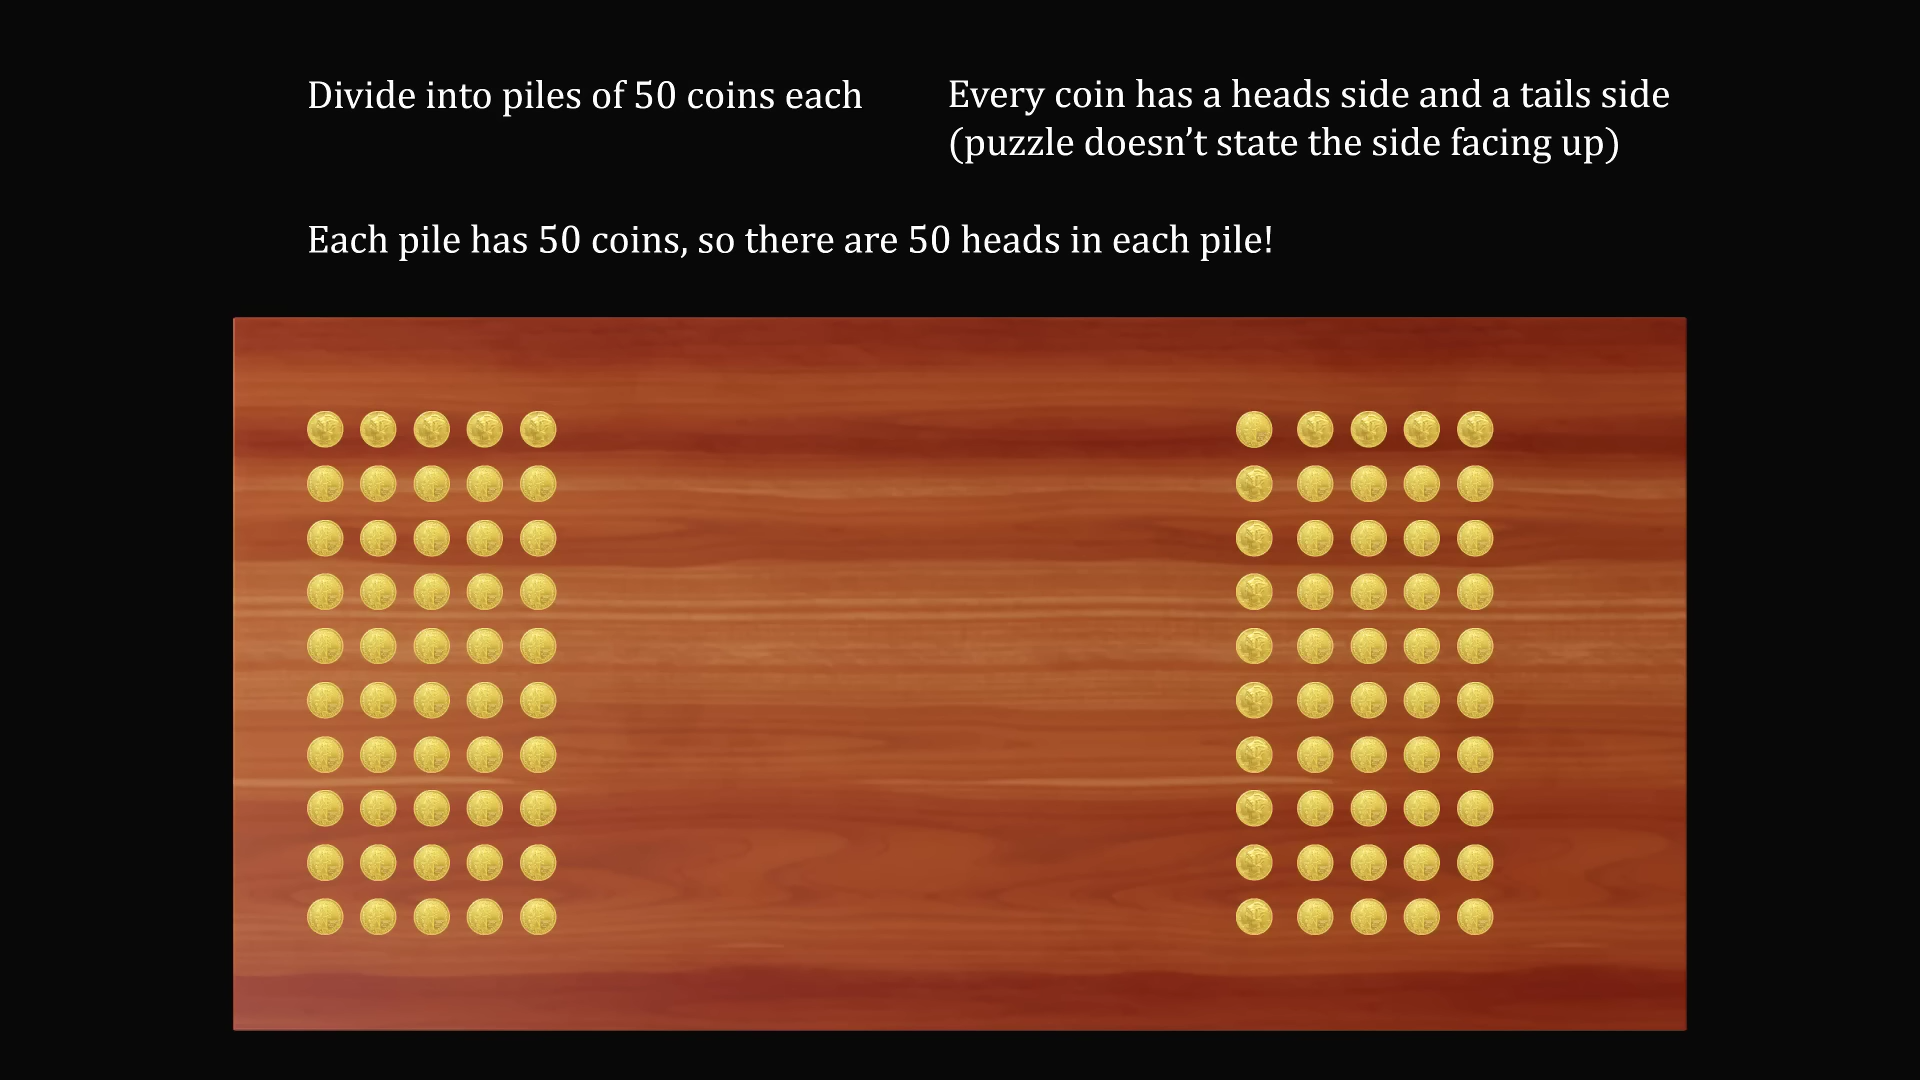 Divide into piles of 50 coins each
Every coin has a heads side and a tails side
(puzzle doesn’t state the side facing up)
Each pile has 50 coins, so there are 50 heads in each pile!